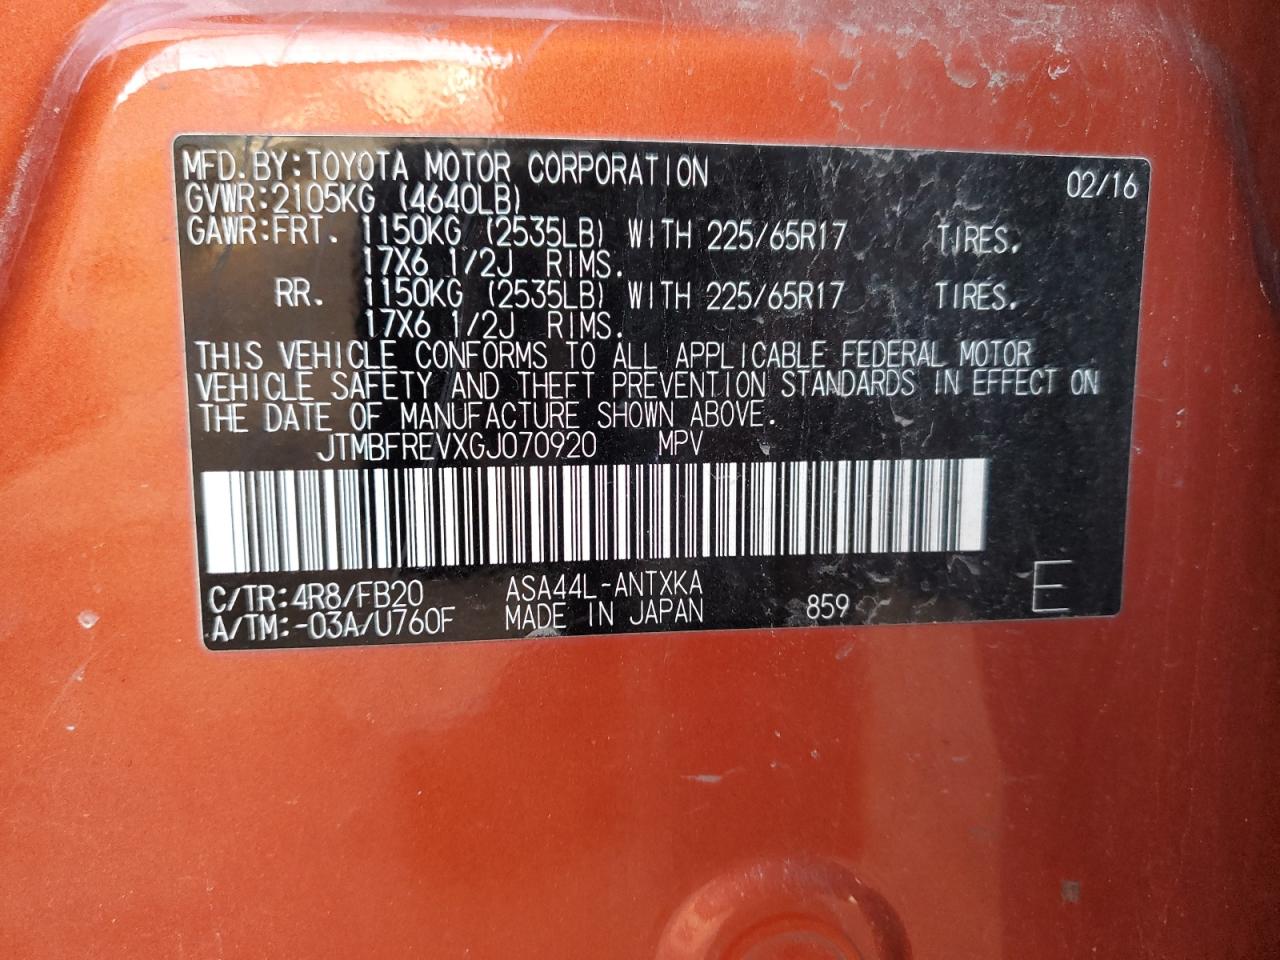 MFD.BY:TOYOTA MOTOR CORPORATION 02/16
GVWR:2105KG (4640LB)
GAWR:FRT. 1150KG (2535LB) WITH 225/65R17 TIRES.
17X6 1/2J RIMS.
RR. 1150KG (2535LB) WITH 225/65R17 TIRES.
17X6 1/2J RIMS.
THIS VEHICLE CONFORMS TO ALL APPLICABLE FEDERAL MOTOR
VEHICLE SAFETY AND THEFT PREVENTION STANDARDS IN EFFECT ON
THE DATE OF MANUFACTURE SHOWN ABOVE.
JTMBFREVXGJ070920 MPV
C/TR:4R8/FB20 ASA44L-ANTXKA
A/TM:-03A/U760F MADE IN JAPAN 859 E